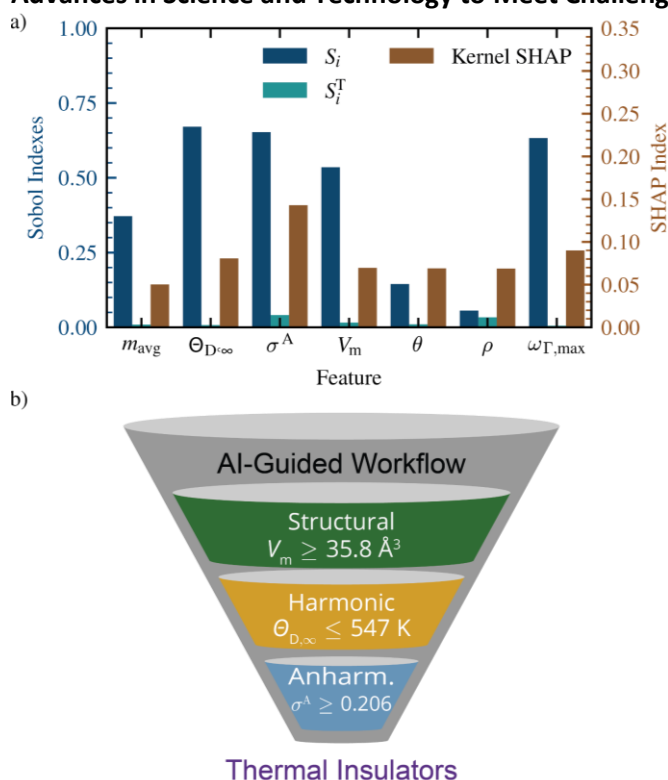 Advances in Science and Technology to Meet Challeng
a)
1.00
0.75
0.50
0.25
0.00
Sobol Indexes
S_i
S_i^T
Kernel SHAP
0.35
0.30
0.25
0.20
0.15
0.10
0.05
0.00
SHAP Index
m_avg Θ_D,∞ σ^A V_m θ ρ ω_Γ,max
Feature
b)
AI-Guided Workflow
Structural
V_m ≥ 35.8 Å³
Harmonic
Θ_D,∞ ≤ 547 K
Anharm.
σ^A ≥ 0.206
Thermal Insulators